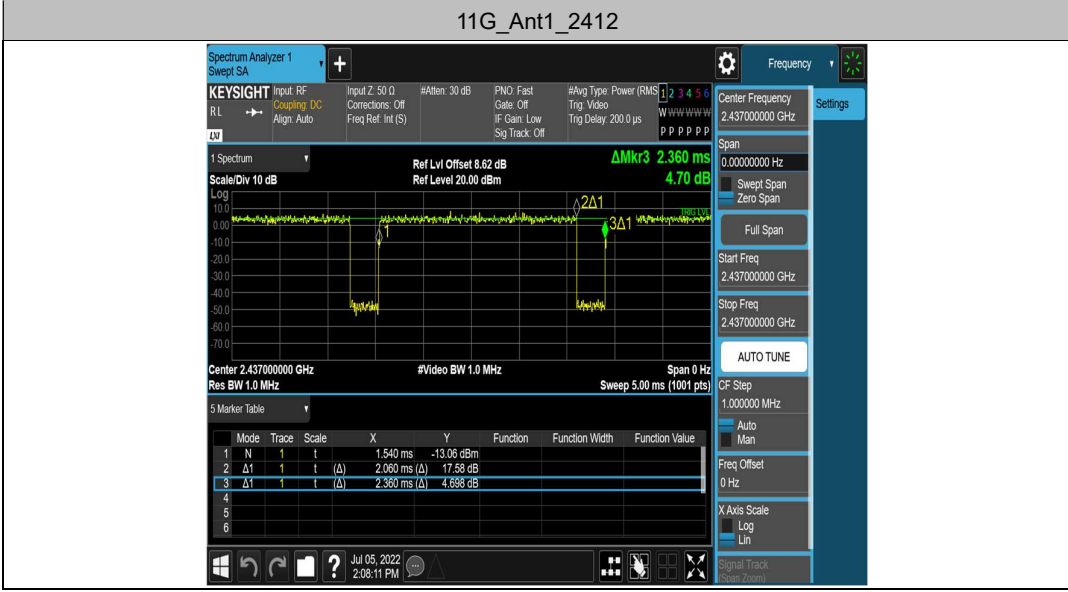 11G_Ant1_2412
Spectrum Analyzer 1
Swept SA
+
Frequency
KEYSIGHT
RL
LXI
Input: RF
Coupling: DC
Align: Auto
Input Z: 50 Ω
Corrections: Off
Freq Ref: Int (S)
#Atten: 30 dB
PNO: Fast
Gate: Off
IF Gain: Low
Sig Track: Off
#Avg Type: Power (RMS
Trig: Video
Trig Delay: 200.0 µs
1 2 3 4 5 6
W W W W W W
P P P P P P
1 Spectrum
Scale/Div 10 dB
Log
Ref Lvl Offset 8.62 dB
Ref Level 20.00 dBm
ΔMkr3 2.360 ms
4.70 dB
10.0
0.00
-10.0
-20.0
-30.0
-40.0
-50.0
-60.0
-70.0
1
2Δ1
3Δ1
TRIG LVL
Center 2.437000000 GHz
Res BW 1.0 MHz
#Video BW 1.0 MHz
Span 0 Hz
Sweep 5.00 ms (1001 pts)
5 Marker Table
Mode Trace Scale X Y Function Function Width Function Value
1 N 1 t 1.540 ms -13.06 dBm
2 Δ1 1 t (Δ) 2.060 ms (Δ) 17.58 dB
3 Δ1 1 t (Δ) 2.360 ms (Δ) 4.698 dB
4
5
6
?
Jul 05, 2022
2:08:11 PM
Center Frequency
2.437000000 GHz
Settings
Span
0.00000000 Hz
Swept Span
Zero Span
Full Span
Start Freq
2.437000000 GHz
Stop Freq
2.437000000 GHz
AUTO TUNE
CF Step
1.000000 MHz
Auto
Man
Freq Offset
0 Hz
X Axis Scale
Log
Lin
Signal Track
(Span Zoom)